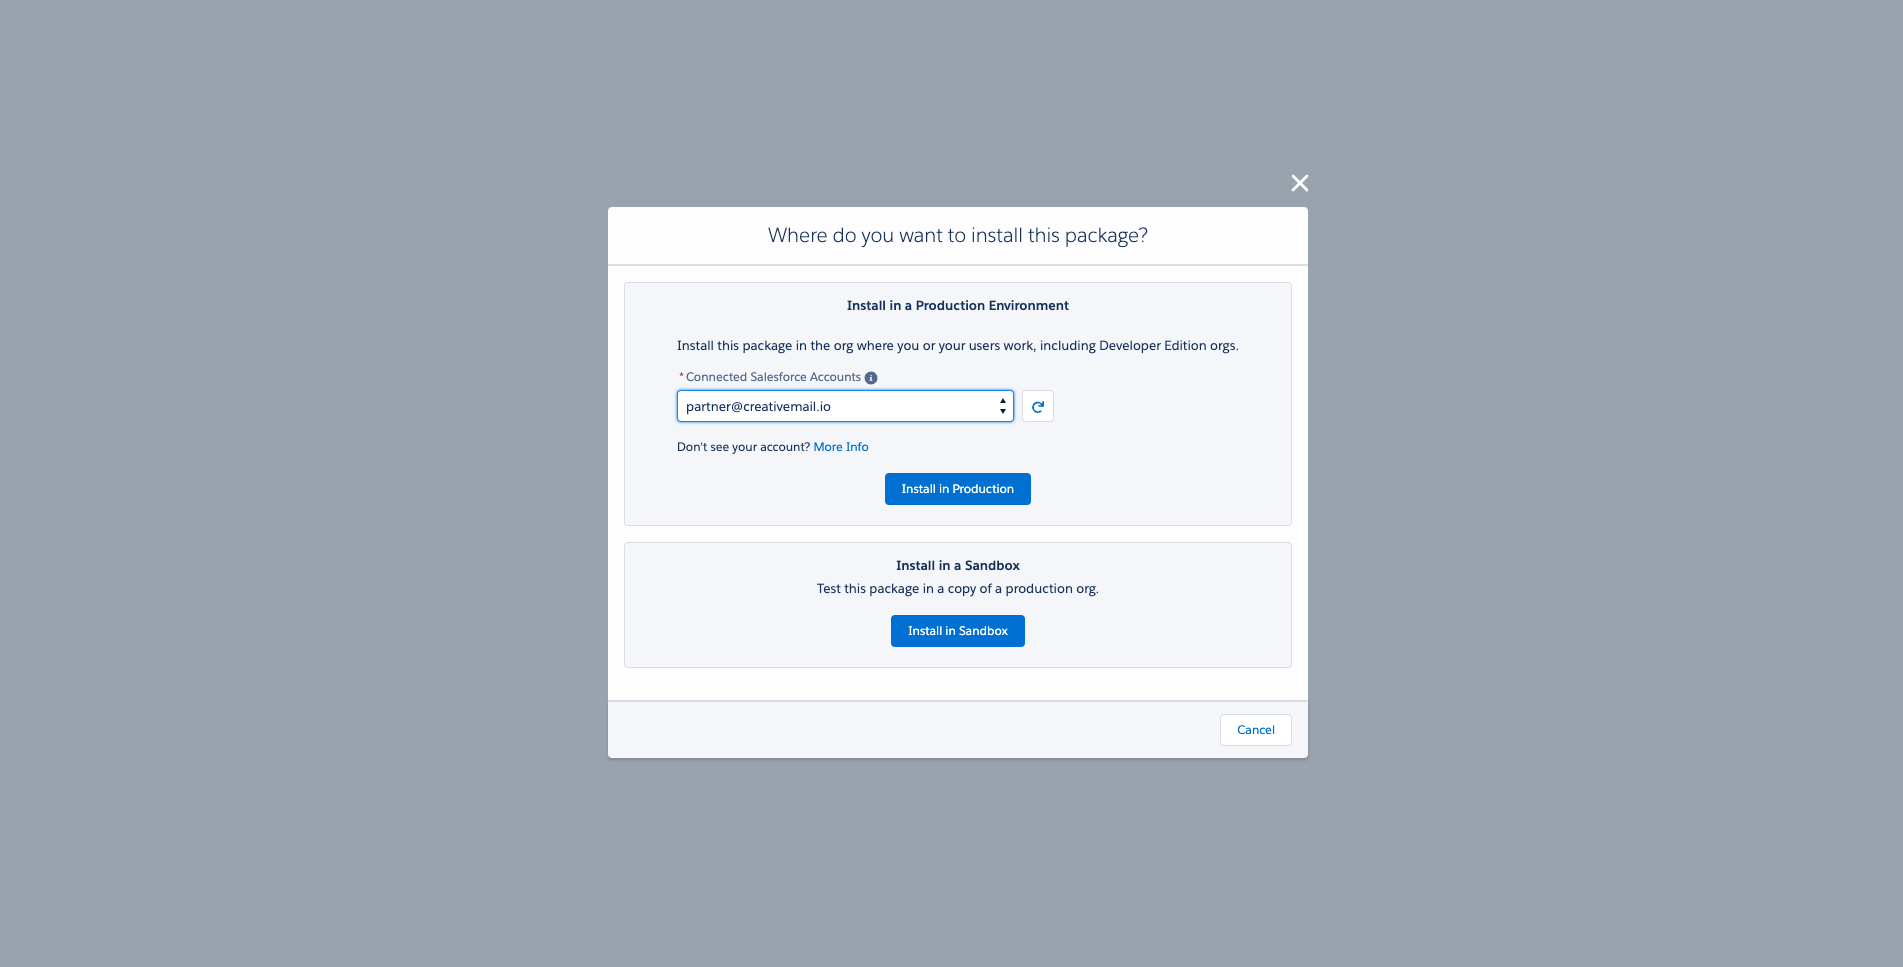 Where do you want to install this package?
Install in a Production Environment
Install this package in the org where you or your users work, including Developer Edition orgs.
* Connected Salesforce Accounts
partner@creativemail.io
Don't see your account? More Info
Install in Production
Install in a Sandbox
Test this package in a copy of a production org.
Install in Sandbox
Cancel